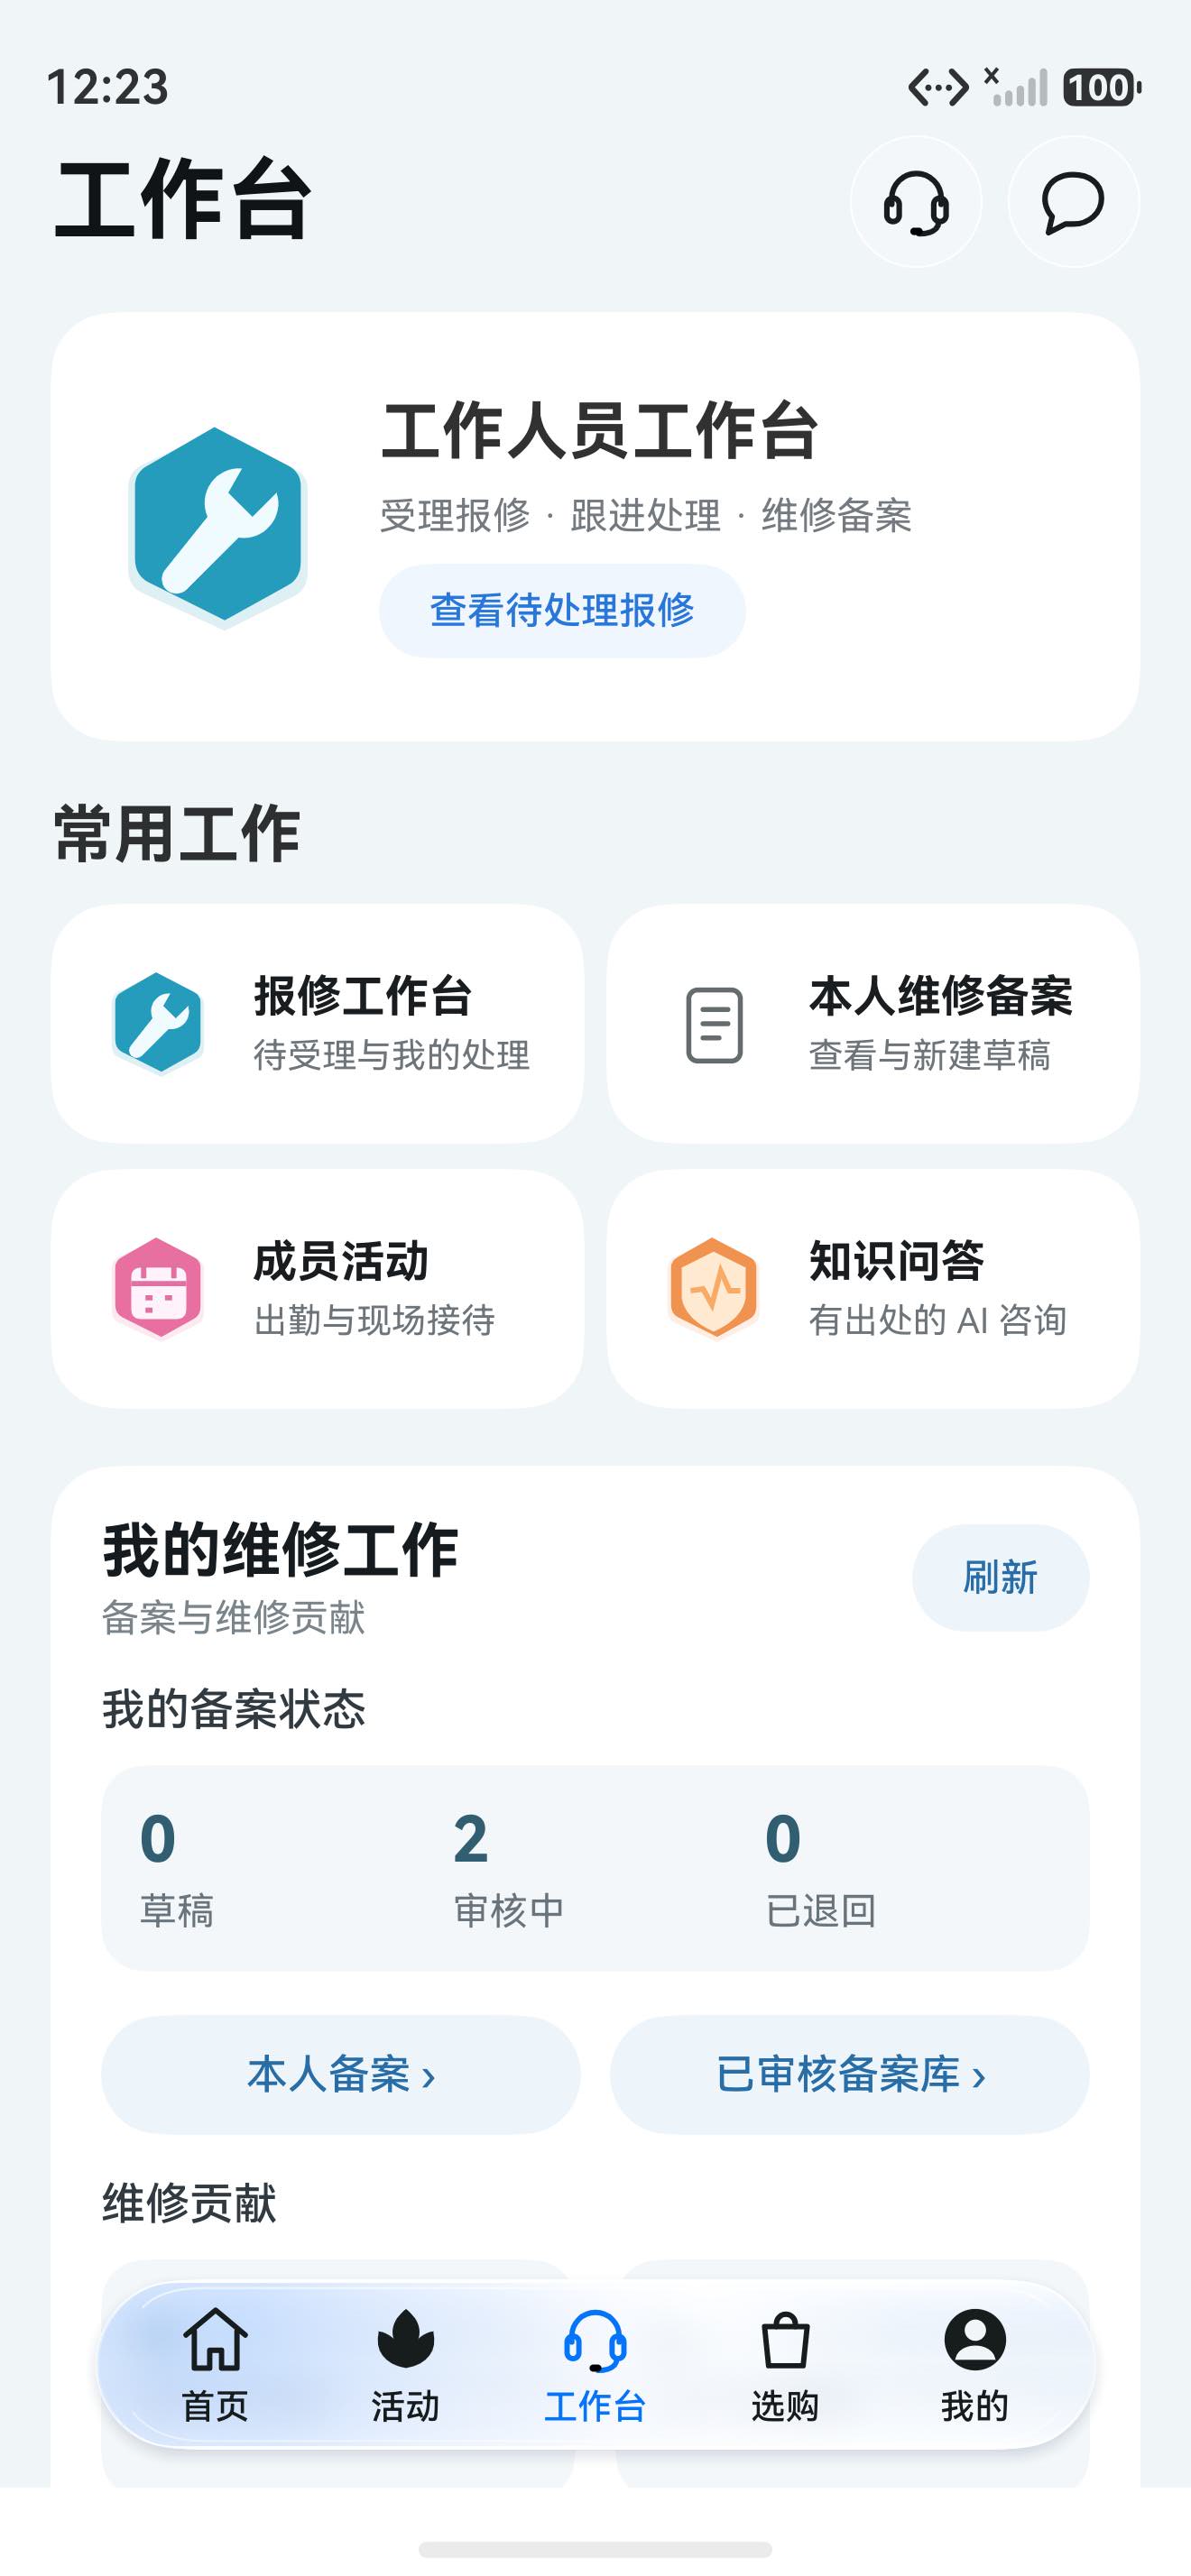 12:23
100
工作台
工作人员工作台
受理报修 · 跟进处理 · 维修备案
查看待处理报修
常用工作
报修工作台
待受理与我的处理
本人维修备案
查看与新建草稿
成员活动
出勤与现场接待
知识问答
有出处的 AI 咨询
我的维修工作
备案与维修贡献
刷新
我的备案状态
0 2 0
草稿 审核中 已退回
本人备案 › 已审核备案库 ›
维修贡献
首页 活动 工作台 选购 我的